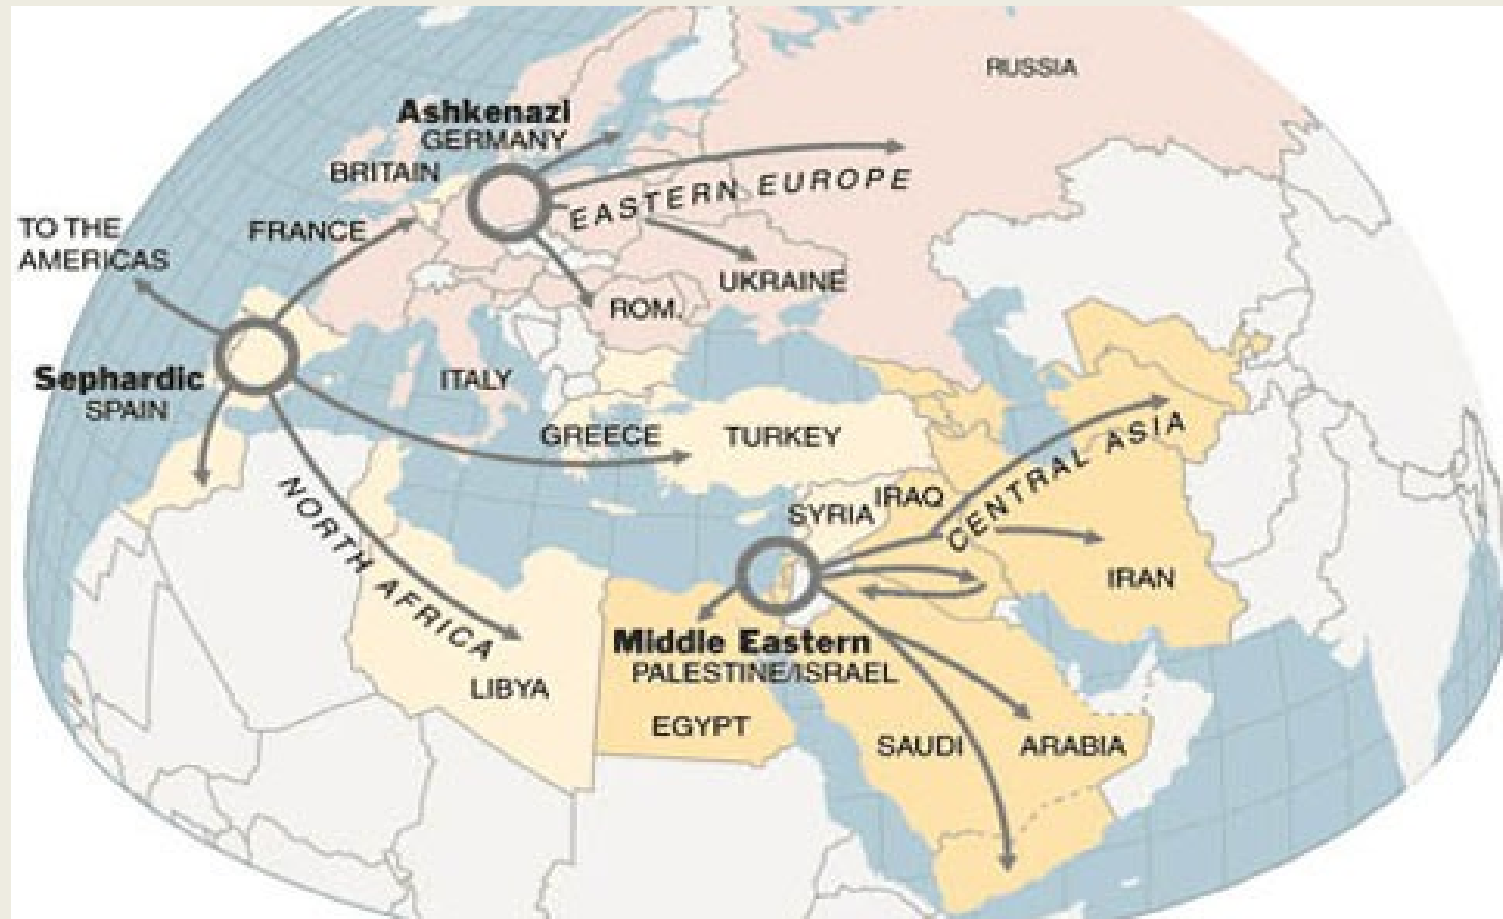 RUSSIA
Ashkenazi
GERMANY
BRITAIN
EASTERN EUROPE
TO THE
AMERICAS
FRANCE
UKRAINE
ROM.
Sephardic
SPAIN
ITALY
GREECE
TURKEY
CENTRAL ASIA
NORTH AFRICA
SYRIA
IRAQ
IRAN
Middle Eastern
PALESTINE/ISRAEL
LIBYA
EGYPT
SAUDI ARABIA